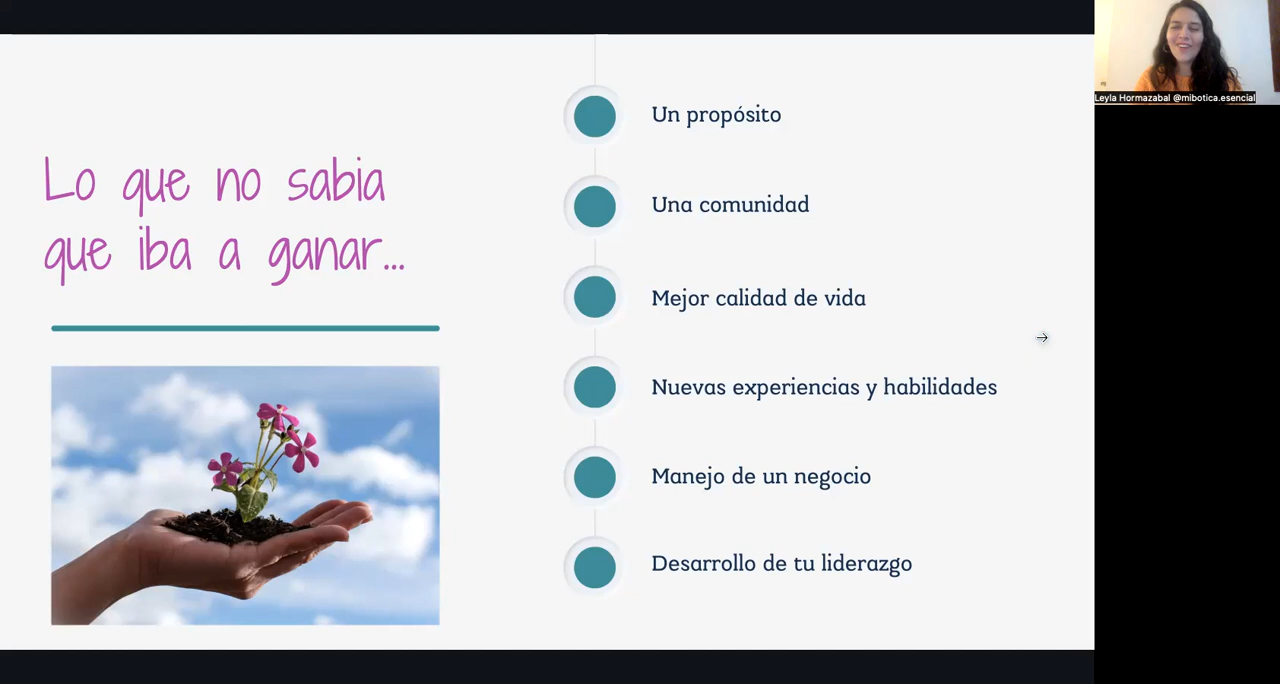 Lo que no sabia
que iba a ganar...
Un propósito
Una comunidad
Mejor calidad de vida
Nuevas experiencias y habilidades
Manejo de un negocio
Desarrollo de tu liderazgo
Leyla Hormazabal @mibotica.esencial